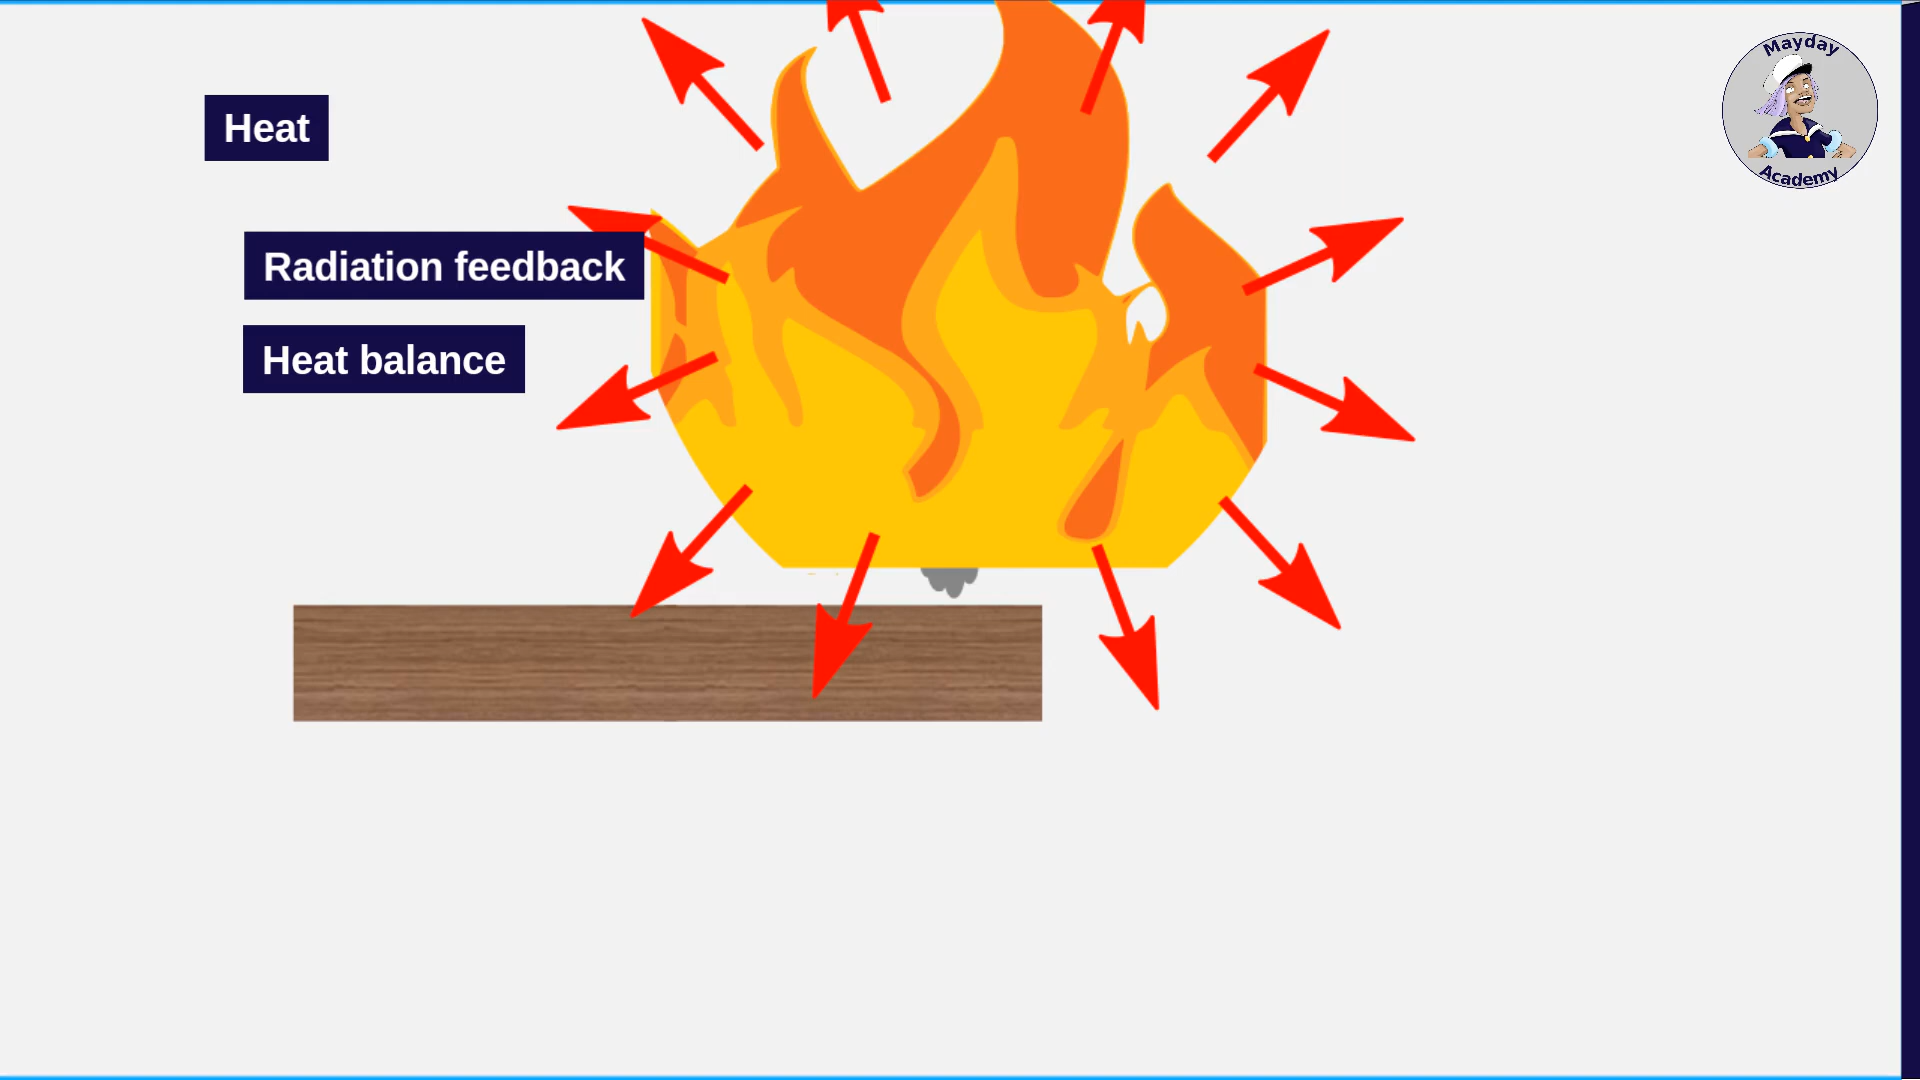 Mayday
Academy
Heat
Radiation feedback
Heat balance